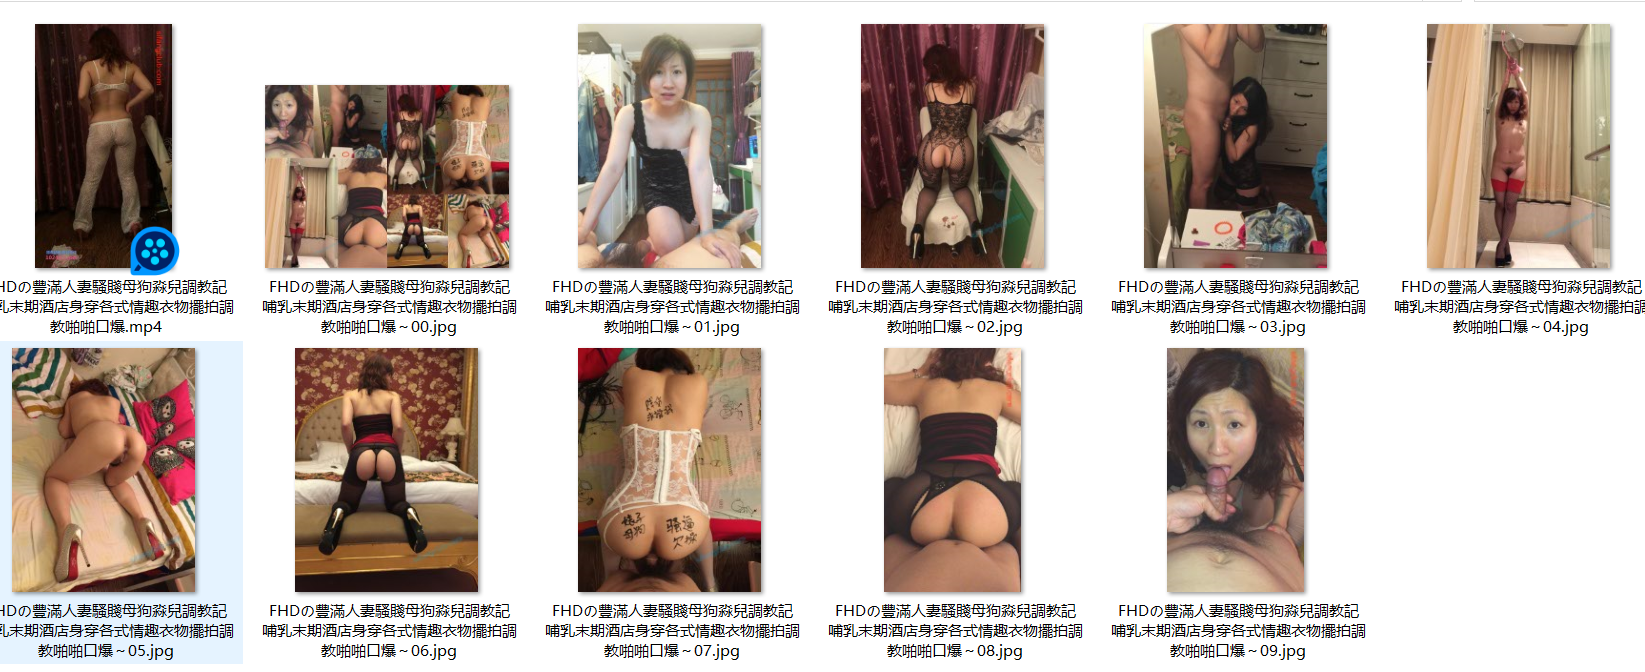 HDの豐滿人妻騷賤母狗淼兒調教記
乳末期酒店身穿各式情趣衣物擺拍調
教啪啪口爆.mp4
FHDの豐滿人妻騷賤母狗淼兒調教記
哺乳末期酒店身穿各式情趣衣物擺拍調
教啪啪口爆～00.jpg
FHDの豐滿人妻騷賤母狗淼兒調教記
哺乳末期酒店身穿各式情趣衣物擺拍調
教啪啪口爆～01.jpg
FHDの豐滿人妻騷賤母狗淼兒調教記
哺乳末期酒店身穿各式情趣衣物擺拍調
教啪啪口爆～02.jpg
FHDの豐滿人妻騷賤母狗淼兒調教記
哺乳末期酒店身穿各式情趣衣物擺拍調
教啪啪口爆～03.jpg
FHDの豐滿人妻騷賤母狗淼兒調教記
哺乳末期酒店身穿各式情趣衣物擺拍調
教啪啪口爆～04.jpg
HDの豐滿人妻騷賤母狗淼兒調教記
乳末期酒店身穿各式情趣衣物擺拍調
教啪啪口爆～05.jpg
FHDの豐滿人妻騷賤母狗淼兒調教記
哺乳末期酒店身穿各式情趣衣物擺拍調
教啪啪口爆～06.jpg
FHDの豐滿人妻騷賤母狗淼兒調教記
哺乳末期酒店身穿各式情趣衣物擺拍調
教啪啪口爆～07.jpg
FHDの豐滿人妻騷賤母狗淼兒調教記
哺乳末期酒店身穿各式情趣衣物擺拍調
教啪啪口爆～08.jpg
FHDの豐滿人妻騷賤母狗淼兒調教記
哺乳末期酒店身穿各式情趣衣物擺拍調
教啪啪口爆～09.jpg